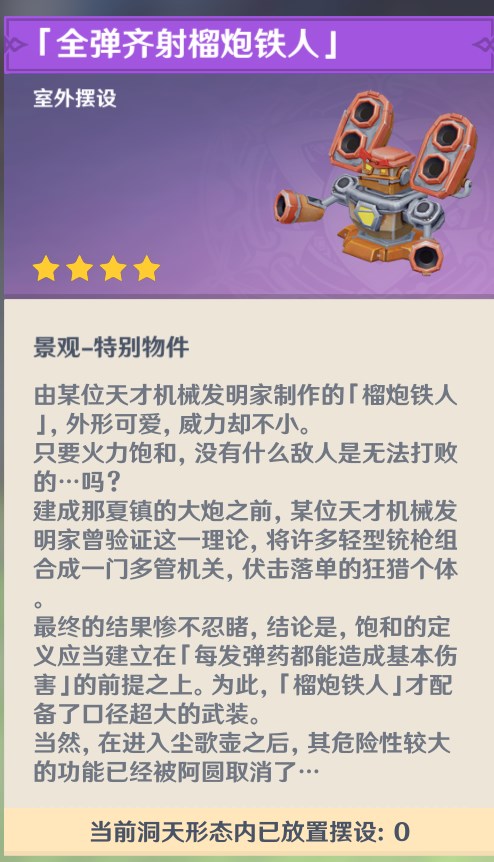 「全弹齐射榴炮铁人」
室外摆设
景观-特别物件
由某位天才机械发明家制作的「榴炮铁人
」，外形可爱，威力却不小。
只要火力饱和，没有什么敌人是无法打败
的…吗？
建成那夏镇的大炮之前，某位天才机械发
明家曾验证这一理论，将许多轻型铳枪组
合成一门多管机关，伏击落单的狂猎个体
。
最终的结果惨不忍睹，结论是，饱和的定
义应当建立在「每发弹药都能造成基本伤
害」的前提之上。为此，「榴炮铁人」才配
备了口径超大的武装。
当然，在进入尘歌壶之后，其危险性较大
的功能已经被阿圆取消了…
当前洞天形态内已放置摆设: 0